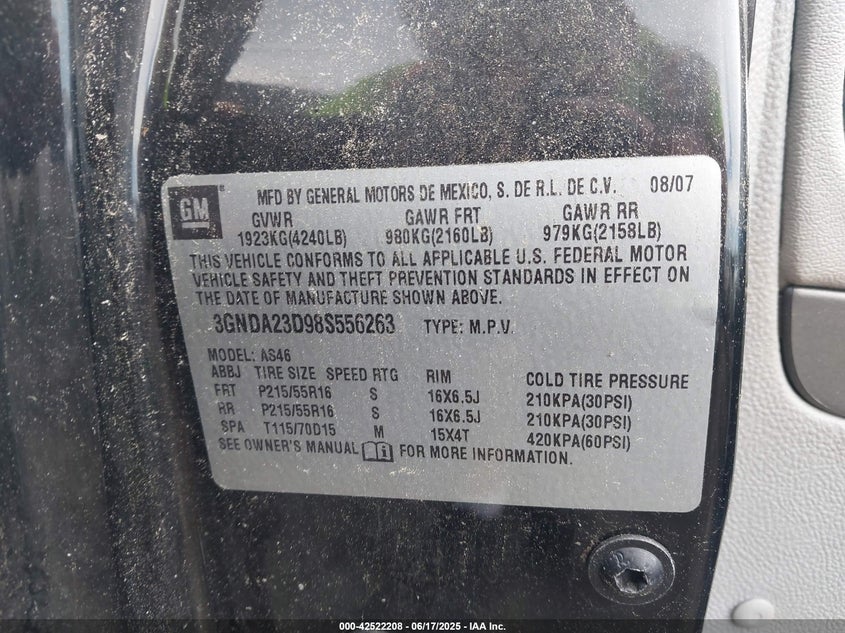 GM ® MFD BY GENERAL MOTORS DE MEXICO, S. DE R.L. DE C.V. 08/07
GVWR GAWR FRT GAWR RR
1923KG(4240LB) 980KG(2160LB) 979KG(2158LB)
THIS VEHICLE CONFORMS TO ALL APPLICABLE U.S. FEDERAL MOTOR
VEHICLE SAFETY AND THEFT PREVENTION STANDARDS IN EFFECT ON
THE DATE OF MANUFACTURE SHOWN ABOVE.
3GNDA23D98S556263 TYPE: M.P.V.
MODEL: AS46
ABBJ TIRE SIZE SPEED RTG RIM COLD TIRE PRESSURE
FRT P215/55R16 S 16X6.5J 210KPA(30PSI)
RR P215/55R16 S 16X6.5J 210KPA(30PSI)
SPA T115/70D15 M 15X4T 420KPA(60PSI)
SEE OWNER'S MANUAL FOR MORE INFORMATION.
000-42522208 - 06/17/2025 - IAA Inc.